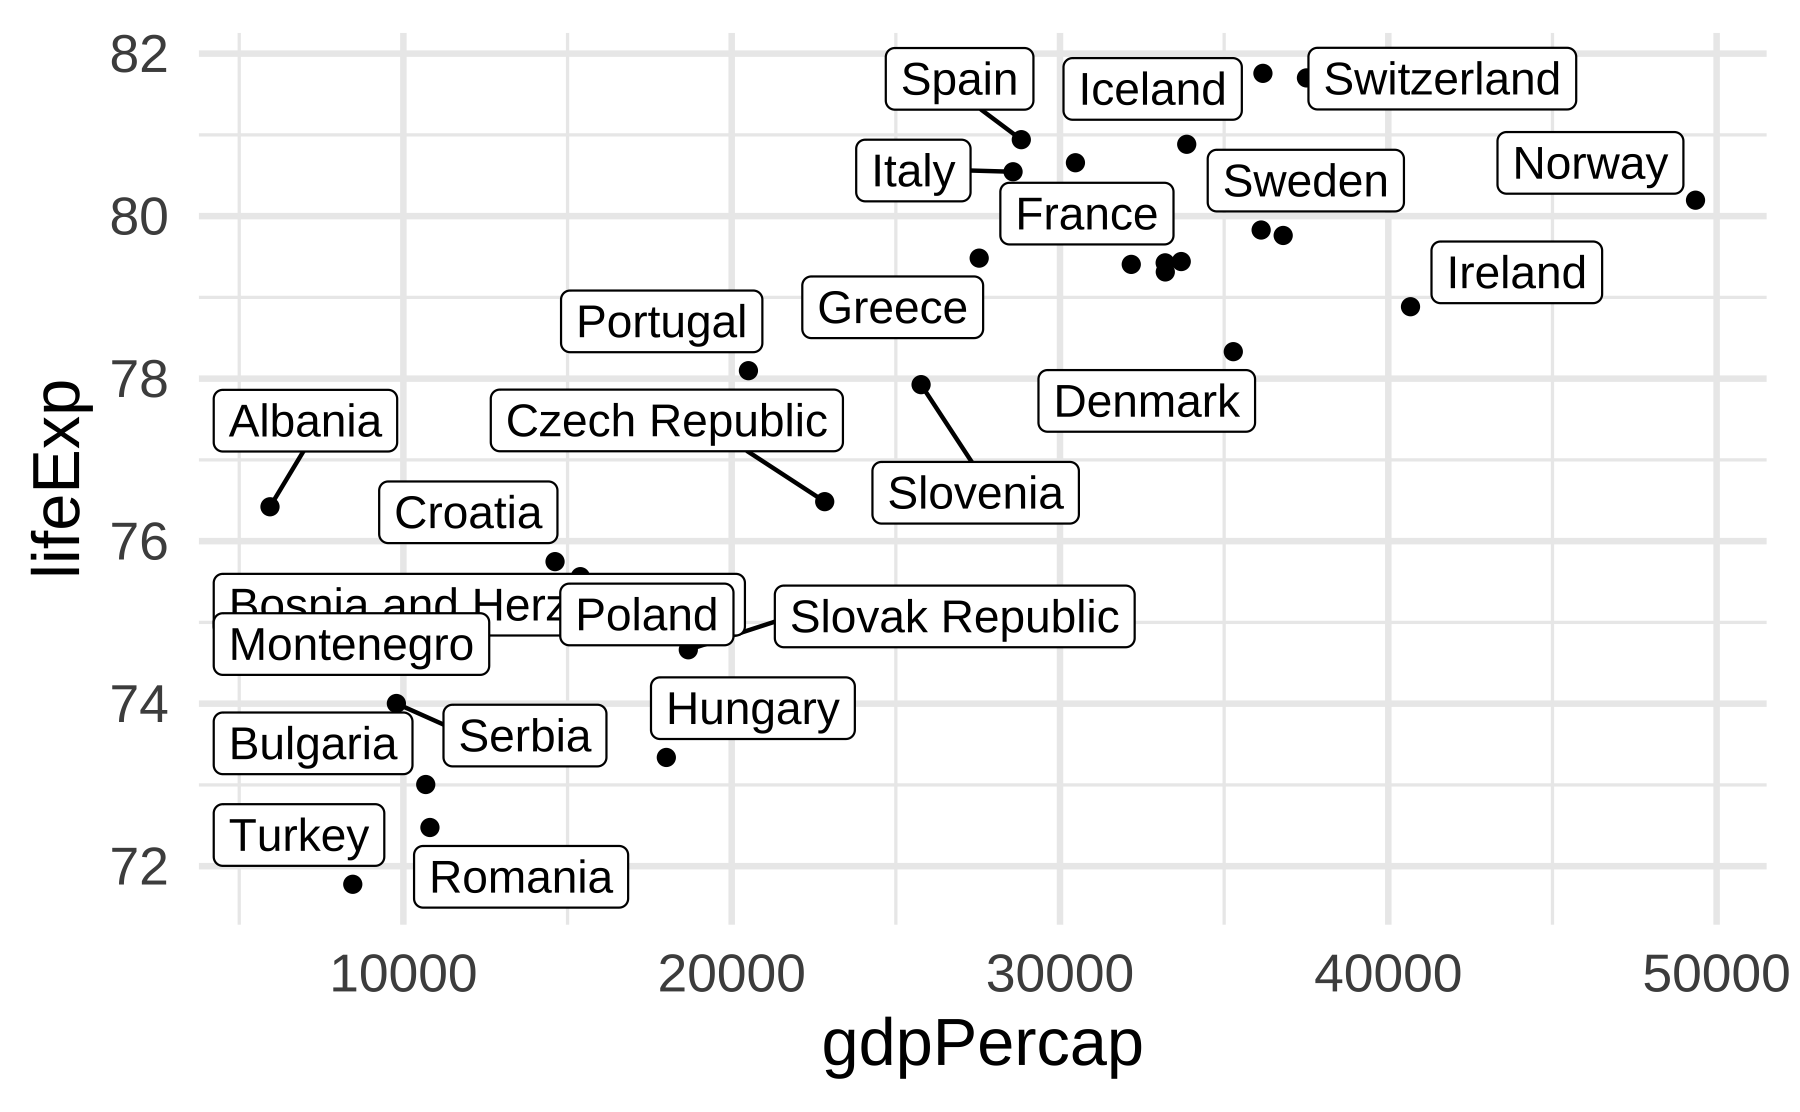 82
80
78
76
74
72
lifeExp
Spain
Iceland
Switzerland
Italy
Norway
Sweden
France
Ireland
Greece
Portugal
Denmark
Albania
Czech Republic
Slovenia
Croatia
Bosnia and
Poland
Slovak Republic
Montenegro
Hungary
Serbia
Bulgaria
Turkey
Romania
10000 20000 30000 40000 50000
gdpPercap